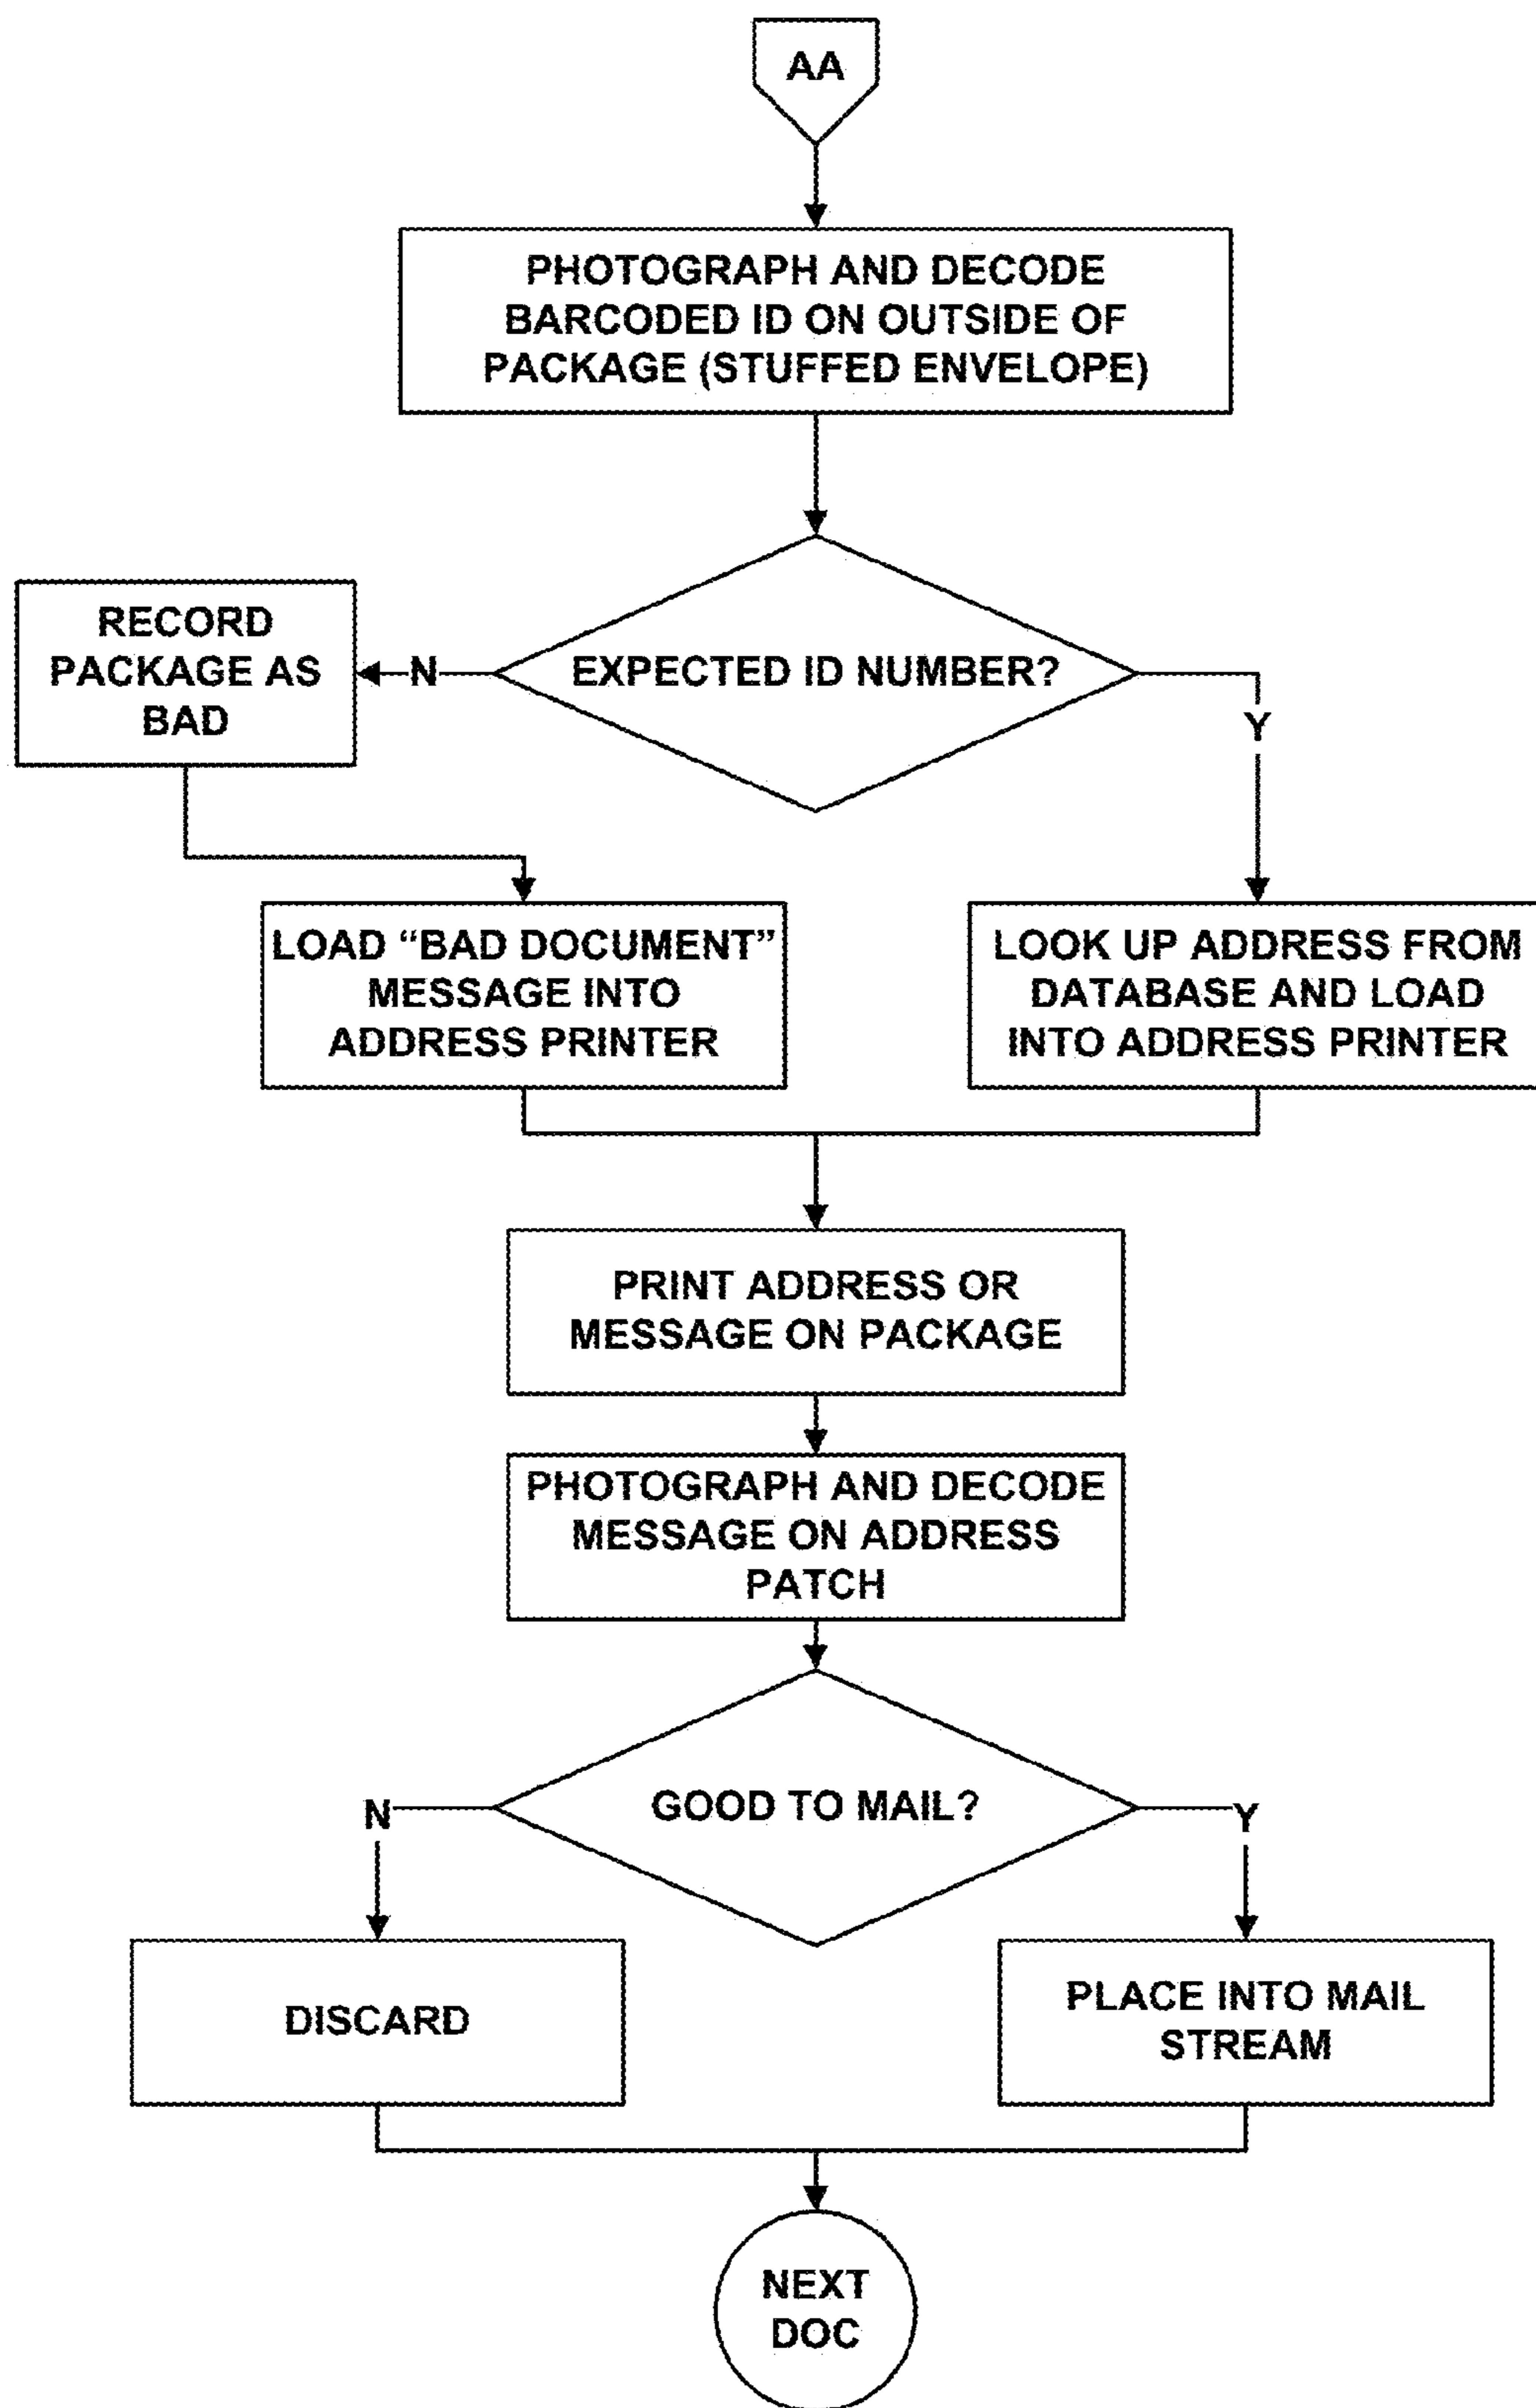 AA
PHOTOGRAPH AND DECODE
BARCODED ID ON OUTSIDE OF
PACKAGE (STUFFED ENVELOPE)
RECORD
PACKAGE AS
BAD
N
EXPECTED ID NUMBER?
Y
LOAD “BAD DOCUMENT”
MESSAGE INTO
ADDRESS PRINTER
LOOK UP ADDRESS FROM
DATABASE AND LOAD
INTO ADDRESS PRINTER
PRINT ADDRESS OR
MESSAGE ON PACKAGE
PHOTOGRAPH AND DECODE
MESSAGE ON ADDRESS
PATCH
N
GOOD TO MAIL?
Y
DISCARD
PLACE INTO MAIL
STREAM
NEXT
DOC